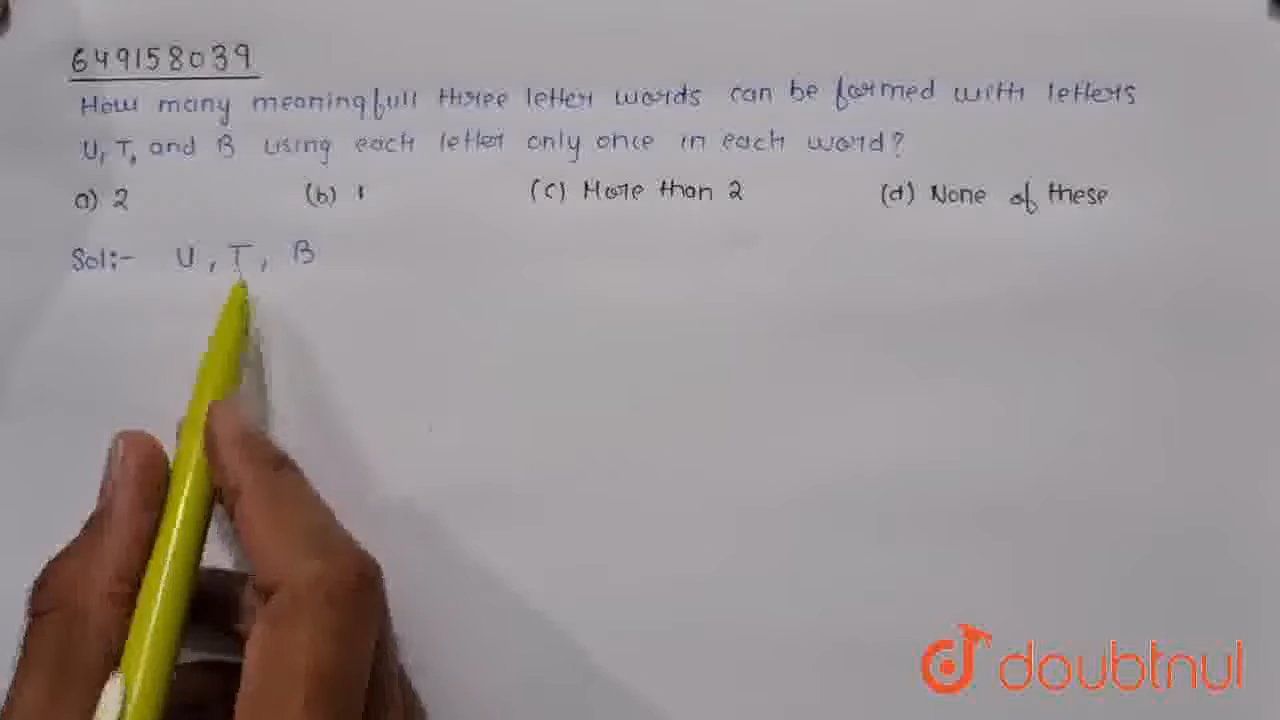 649158039
How many meaningfull three letter words can be formed with letters
U, T, and B using each letter only once in each word?
a) 2 (b) 1 (c) More than 2 (d) None of these
Sol:- U, T, B
doubtnut